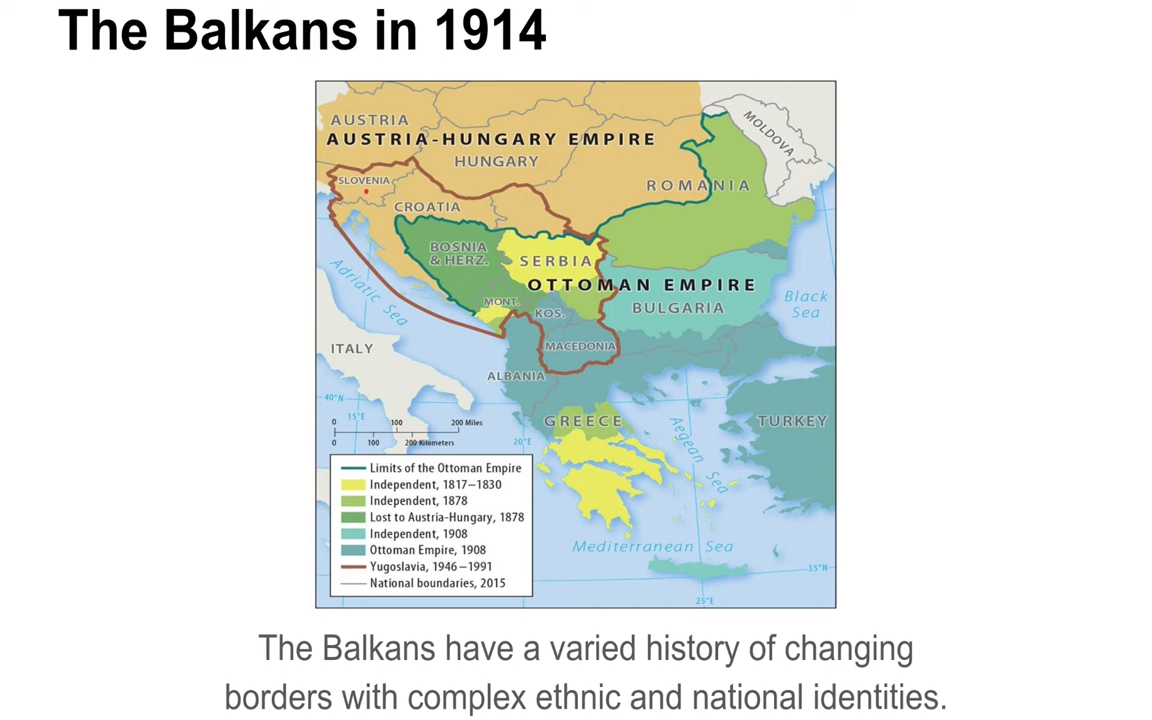 The Balkans in 1914
AUSTRIA
AUSTRIA-HUNGARY EMPIRE
HUNGARY
MOLDOVA
SLOVENIA
ROMANIA
CROATIA
BOSNIA
& HERZ.
SERBIA
Adriatic Sea
OTTOMAN EMPIRE
MONT.
KOS.
BULGARIA
Black
Sea
ITALY
MACEDONIA
ALBANIA
40°N
15°E
0 100 200 Miles
0 100 200 Kilometers
20°E
GREECE
Aegean Sea
TURKEY
Limits of the Ottoman Empire
Independent, 1817–1830
Independent, 1878
Lost to Austria-Hungary, 1878
Independent, 1908
Ottoman Empire, 1908
Yugoslavia, 1946–1991
National boundaries, 2015
Mediterranean Sea
35°N
25°E
The Balkans have a varied history of changing
borders with complex ethnic and national identities.